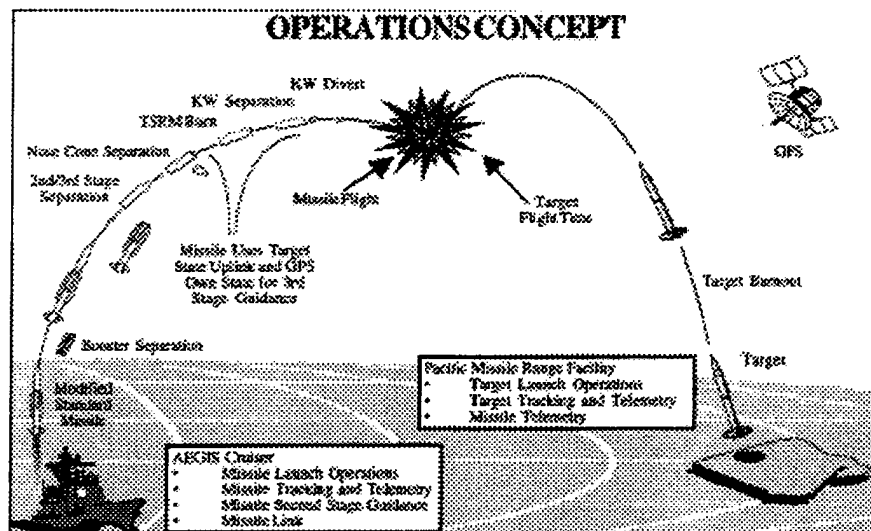 OPERATIONS CONCEPT
KW Divert
KW Separation
TSRM Burn
Nose Cone Separation
2nd/3rd Stage
Separation
GPS
Missile Flight
Target
Flight Time
Missile Uses Target
State Uplink and GPS
Own State for 3rd
Stage Guidance
Target Burnout
Booster Separation
Target
Modified
Standard
Missile
Pacific Missile Range Facility
• Target Launch Operations
• Target Tracking and Telemetry
• Missile Telemetry
AEGIS Cruiser
• Missile Launch Operations
• Missile Tracking and Telemetry
• Missile Second Stage Guidance
• Missile Link